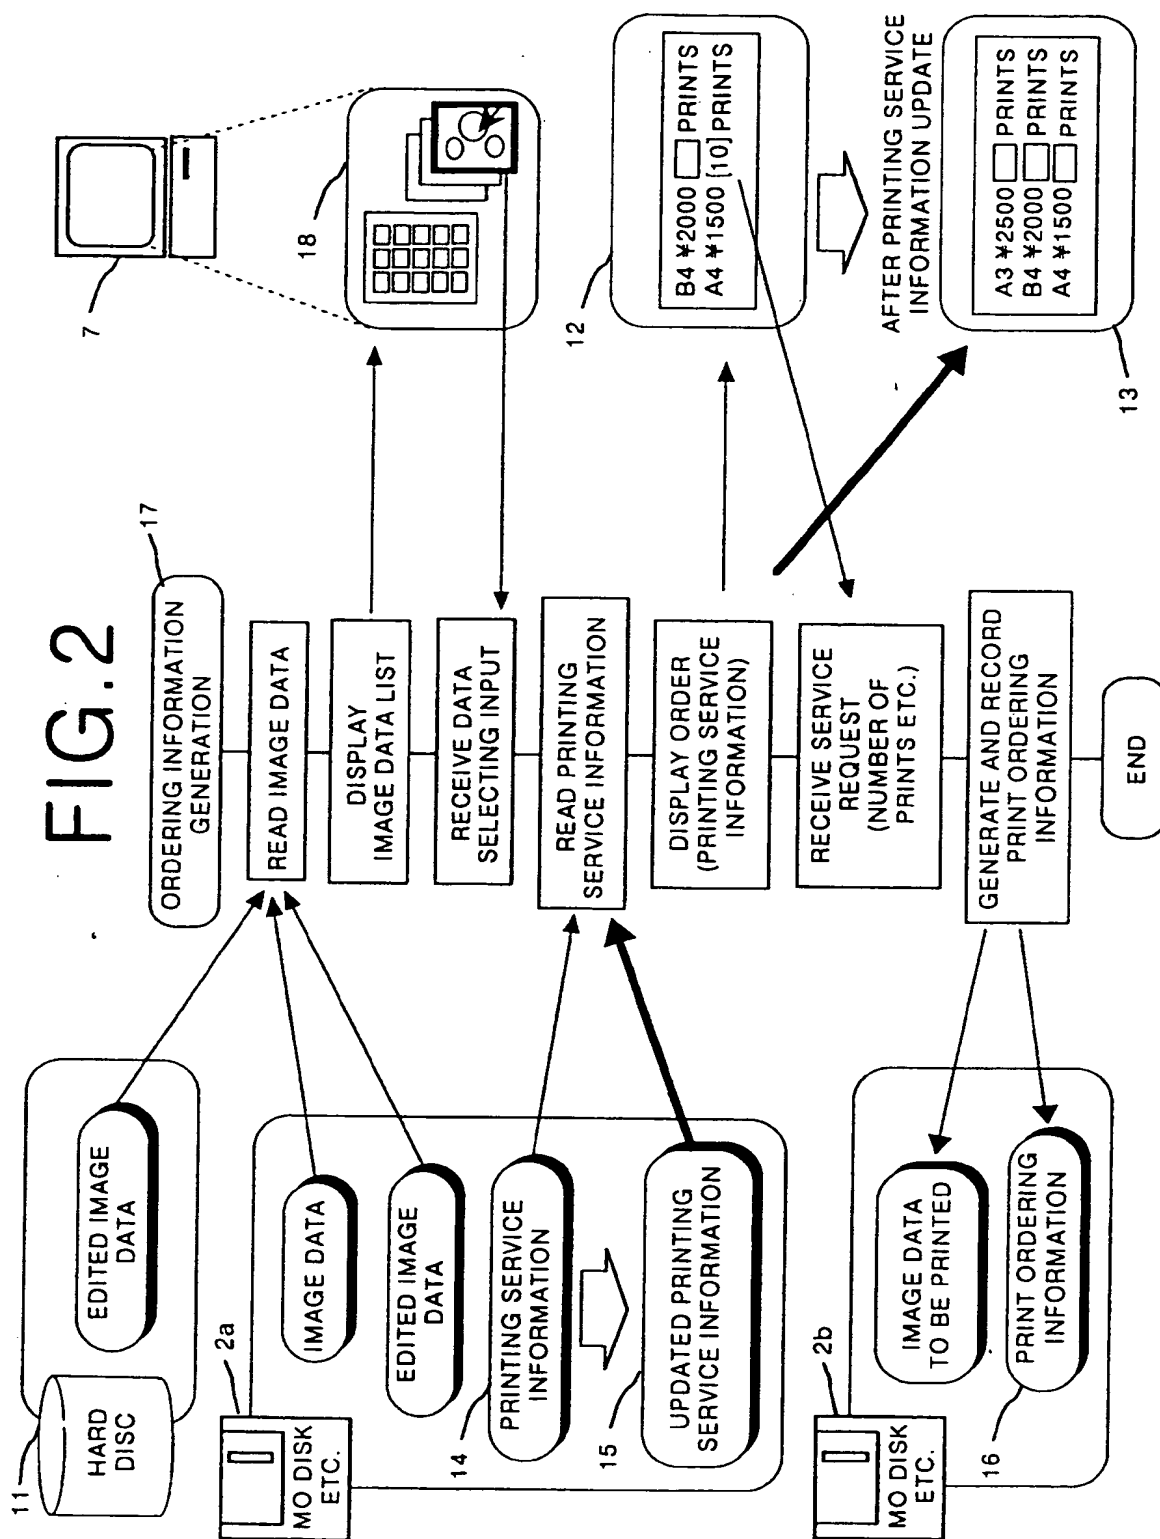 FIG.2
11
HARD
DISC
EDITED IMAGE
DATA
2a
MO DISK
ETC.
IMAGE DATA
EDITED IMAGE
DATA
14
PRINTING SERVICE
INFORMATION
15
UPDATED PRINTING
SERVICE INFORMATION
2b
MO DISK
ETC.
IMAGE DATA
TO BE PRINTED
16
PRINT ORDERING
INFORMATION
17
ORDERING INFORMATION
GENERATION
READ IMAGE DATA
DISPLAY
IMAGE DATA LIST
RECEIVE DATA
SELECTING INPUT
READ PRINTING
SERVICE INFORMATION
DISPLAY ORDER
(PRINTING SERVICE
INFORMATION)
RECEIVE SERVICE
REQUEST
(NUMBER OF
PRINTS ETC.)
GENERATE AND RECORD
PRINT ORDERING
INFORMATION
END
7
18
12
B4 ¥2000 PRINTS
A4 ¥1500 [10] PRINTS
AFTER PRINTING SERVICE
INFORMATION UPDATE
13
A3 ¥2500 PRINTS
B4 ¥2000 PRINTS
A4 ¥1500 PRINTS